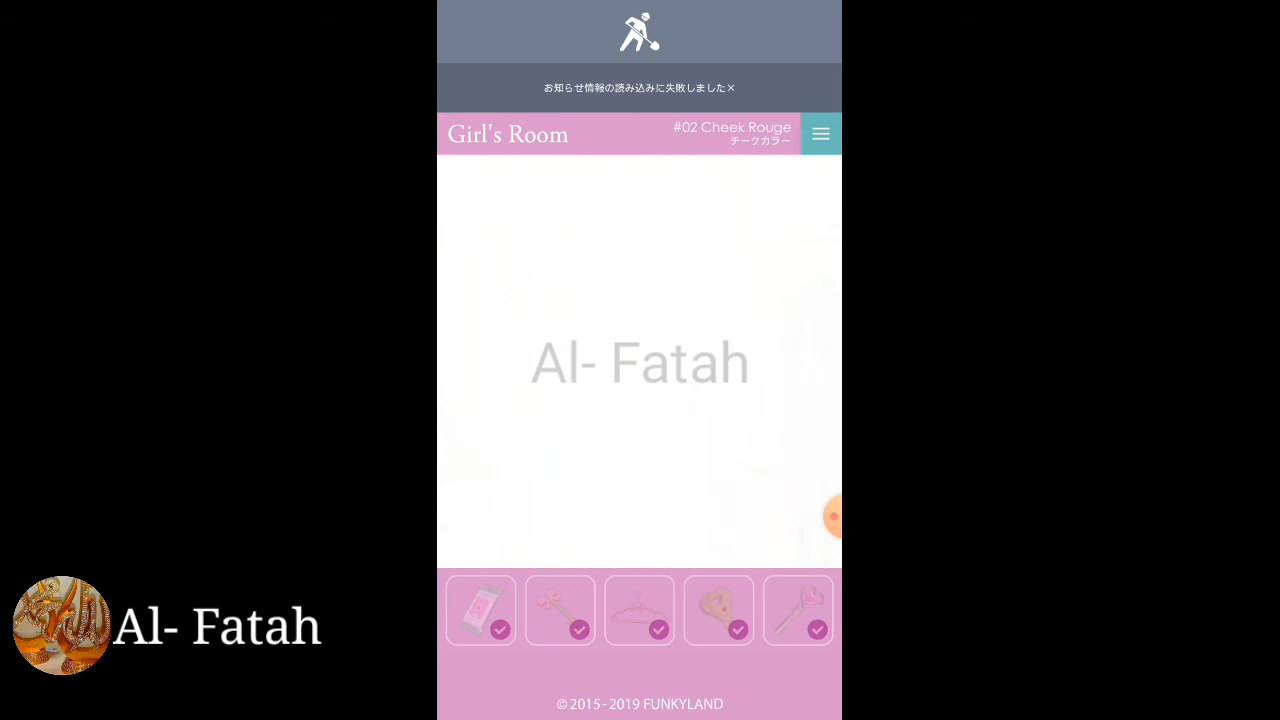 お知らせ情報の読み込みに失敗しました×
Girl's Room
#02 Cheek Rouge
チークカラー
Al- Fatah
Al- Fatah
© 2015 - 2019 FUNKYLAND